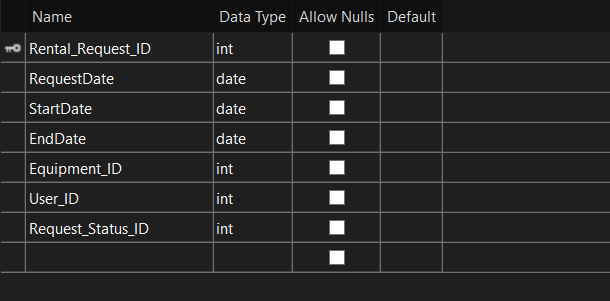 Name Data Type Allow Nulls Default
Rental_Request_ID int
RequestDate date
StartDate date
EndDate date
Equipment_ID int
User_ID int
Request_Status_ID int